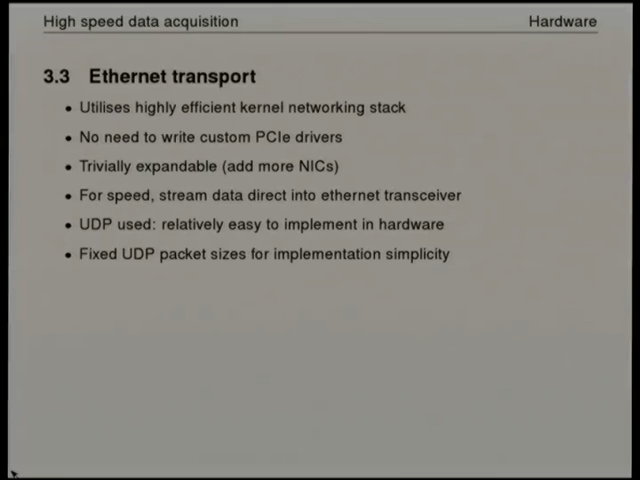 High speed data acquisition Hardware
3.3 Ethernet transport
• Utilises highly efficient kernel networking stack
• No need to write custom PCIe drivers
• Trivially expandable (add more NICs)
• For speed, stream data direct into ethernet transceiver
• UDP used: relatively easy to implement in hardware
• Fixed UDP packet sizes for implementation simplicity